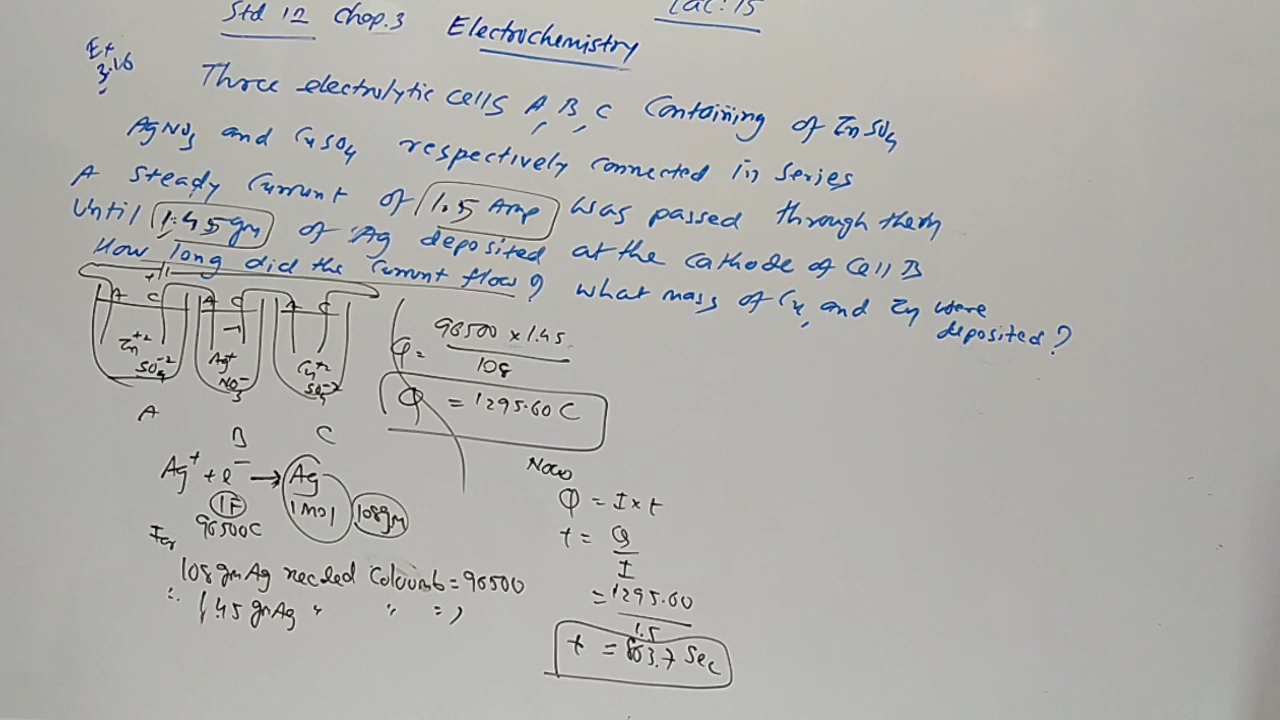 Std 12 Chap.3 Electrochemistry
Lac: 15
Ex
3.16
Three electrolytic cells A, B, C Containing of ZnSO4
AgNO3 and CuSO4 respectively connected in series
A steady Current of 1.5 Amp was passed through them
Until 1.45 gm of Ag deposited at the cathode of Cell B
How long did the Current flow? what mass of Cu, and Zn were
deposited?
+
A C A C A C
Zn+2 SO4-2
Ag+ NO3-
Cu+2 SO4-2
A
B
C
Q = 96500 x 1.45 / 108
Q = 1295.60 C
Ag+ + e- → Ag
1F 1 mol 108gm
96500C
For
108 gm Ag needed Coloumb = 96500
∴ 1.45 gm Ag " " = ?
Now
Q = I x t
t = Q / I
= 1295.60 / 1.5
t = 863.7 Sec